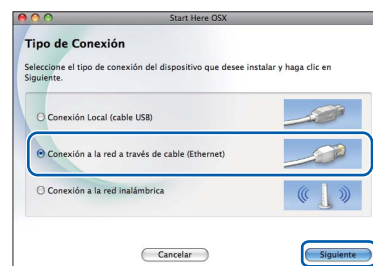 Start Here OSX
Tipo de Conexión
Seleccione el tipo de conexión del dispositivo que desee instalar y haga clic en
Siguiente.
Conexión Local (cable USB)
Conexión a la red a través de cable (Ethernet)
Conexión a la red inalámbrica
Cancelar
Siguiente